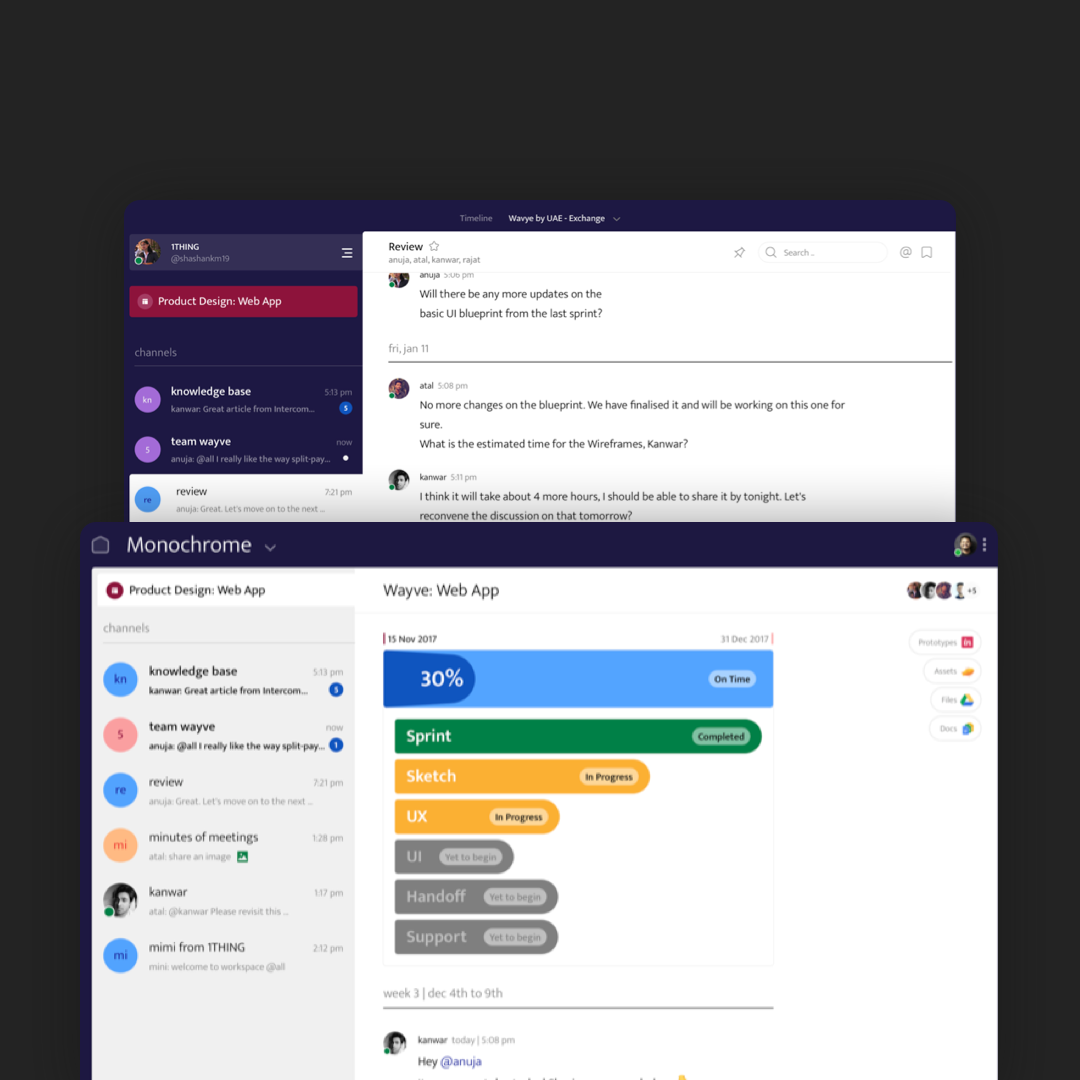 Timeline Wavye by UAE - Exchange
1THING
@shashankm19
Product Design: Web App
channels
kn
knowledge base 5:13 pm
kanwar: Great article from Intercom... 5
5
team wayve now
anuja: @all I really like the way split-pay...
re
review 7:21 pm
anuja: Great. Let's move on to the next ...
Review
anuja, atal, kanwar, rajat
Search ..
@
anuja 5:06 pm
Will there be any more updates on the
basic UI blueprint from the last sprint?
fri, jan 11
atal 5:08 pm
No more changes on the blueprint. We have finalised it and will be working on this one for
sure.
What is the estimated time for the Wireframes, Kanwar?
kanwar 5:11 pm
I think it will take about 4 more hours, I should be able to share it by tonight. Let's
reconvene the discussion on that tomorrow?
Monochrome
Product Design: Web App
channels
kn
knowledge base 5:13 pm
kanwar: Great article from Intercom... 5
5
team wayve now
anuja: @all I really like the way split-pay... 1
re
review 7:21 pm
anuja: Great. Let's move on to the next ...
mi
minutes of meetings 1:28 pm
atal: share an image
kanwar 1:17 pm
atal: @kanwar Please revisit this ...
mi
mimi from 1THING 2:12 pm
mini: welcome to workspace @all
Wayve: Web App
+5
15 Nov 2017 31 Dec 2017
30% On Time
Sprint Completed
Sketch In Progress
UX In Progress
UI Yet to begin
Handoff Yet to begin
Support Yet to begin
Prototypes in
Assets
Files
Docs
week 3 | dec 4th to 9th
kanwar today | 5:08 pm
Hey @anuja